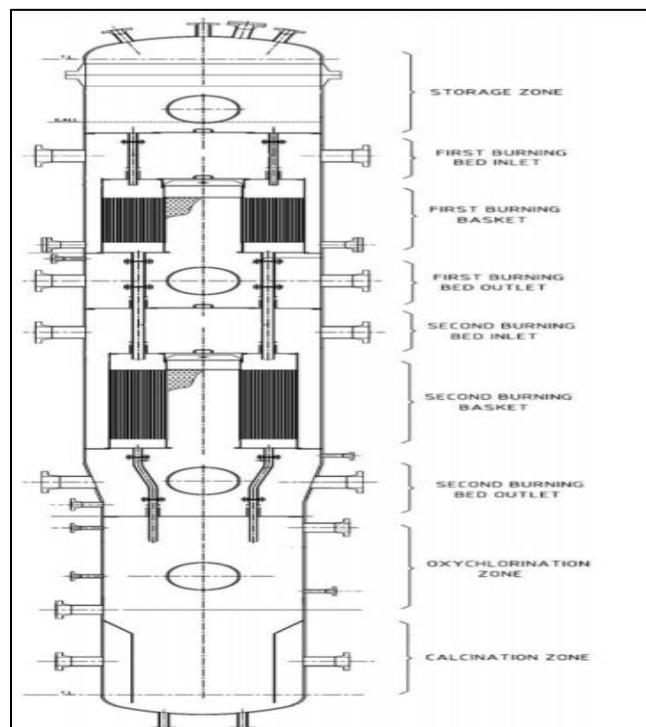 STORAGE ZONE
FIRST BURNING
BED INLET
FIRST BURNING
BASKET
FIRST BURNING
BED OUTLET
SECOND BURNING
BED INLET
SECOND BURNING
BASKET
SECOND BURNING
BED OUTLET
OXYCHLORINATION
ZONE
CALCINATION ZONE